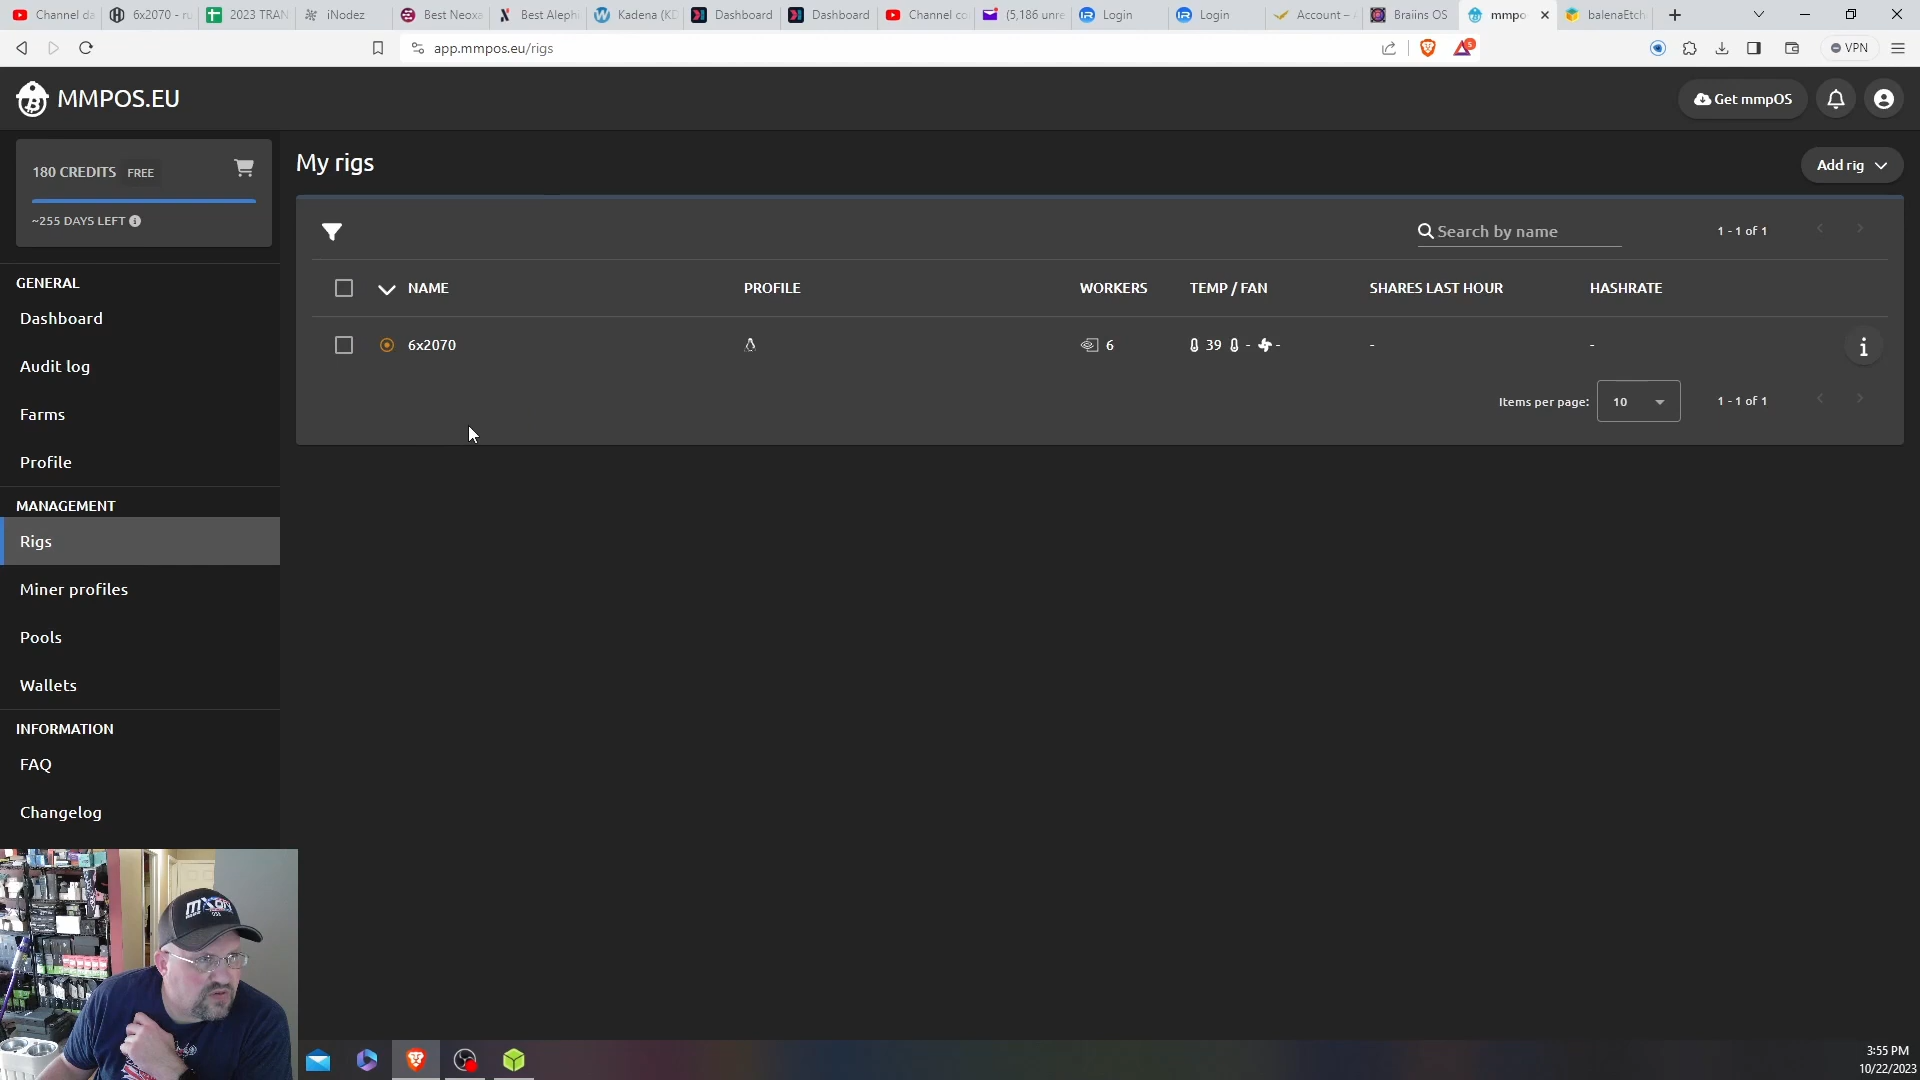 Channel da
6x2070 - ru
2023 TRAN
iNodez
Best Neoxa
Best Aleph
Kadena (KD
Dashboard
Dashboard
Channel co
(5,186 unre
Login
Login
Account –
Braiins OS
mmpo
balenaEtch
app.mmpos.eu/rigs
5
VPN
MMPOS.EU
Get mmpOS
180 CREDITS FREE
~255 DAYS LEFT
GENERAL
Dashboard
Audit log
Farms
Profile
MANAGEMENT
Rigs
Miner profiles
Pools
Wallets
INFORMATION
FAQ
Changelog
My rigs
Add rig
Search by name
1 - 1 of 1
NAME PROFILE WORKERS TEMP / FAN SHARES LAST HOUR HASHRATE
6x2070 6 39 - - - -
Items per page: 10 1 - 1 of 1
3:55 PM
10/22/2023